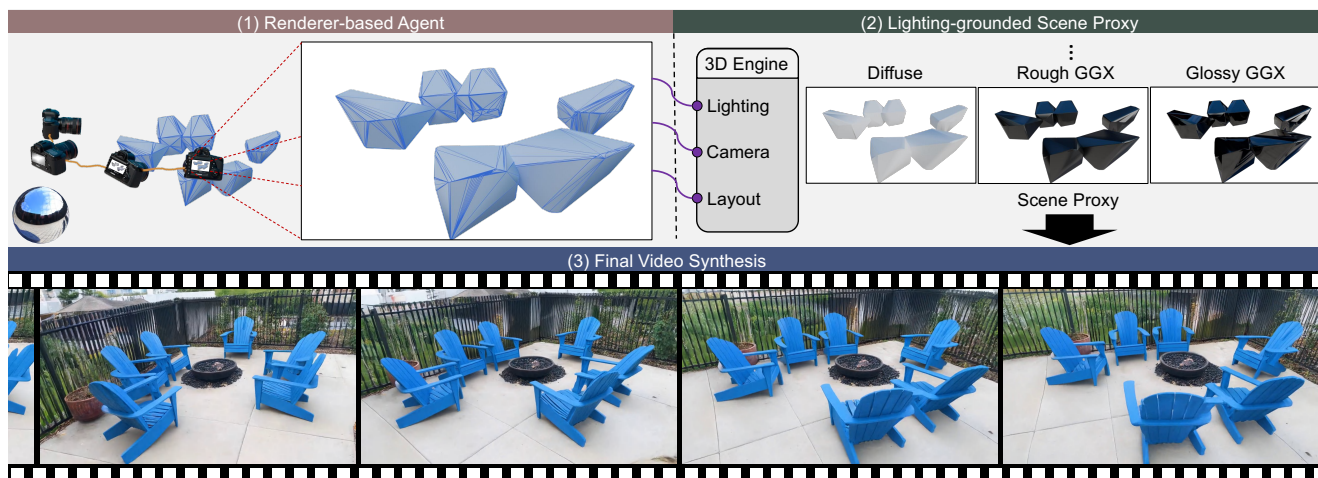 (1) Renderer-based Agent
(2) Lighting-grounded Scene Proxy
3D Engine
Lighting
Camera
Layout
Diffuse
Rough GGX
Glossy GGX
Scene Proxy
(3) Final Video Synthesis